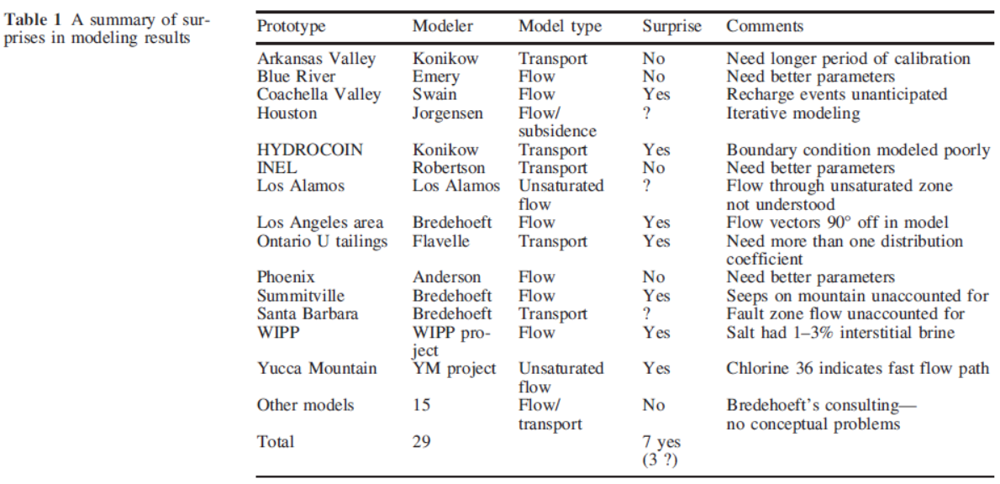 Table 1 A summary of sur-
prises in modeling results
Prototype Modeler Model type Surprise Comments
Arkansas Valley Konikow Transport No Need longer period of calibration
Blue River Emery Flow No Need better parameters
Coachella Valley Swain Flow Yes Recharge events unanticipated
Houston Jorgensen Flow/ ? Iterative modeling
subsidence
HYDROCOIN Konikow Transport Yes Boundary condition modeled poorly
INEL Robertson Transport No Need better parameters
Los Alamos Los Alamos Unsaturated ? Flow through unsaturated zone
flow not understood
Los Angeles area Bredehoeft Flow Yes Flow vectors 90° off in model
Ontario U tailings Flavelle Transport Yes Need more than one distribution
coefficient
Phoenix Anderson Flow No Need better parameters
Summitville Bredehoeft Flow Yes Seeps on mountain unaccounted for
Santa Barbara Bredehoeft Transport ? Fault zone flow unaccounted for
WIPP WIPP pro- Flow Yes Salt had 1–3% interstitial brine
ject
Yucca Mountain YM project Unsaturated Yes Chlorine 36 indicates fast flow path
flow
Other models 15 Flow/ No Bredehoeft's consulting—
transport no conceptual problems
Total 29 7 yes
(3 ?)